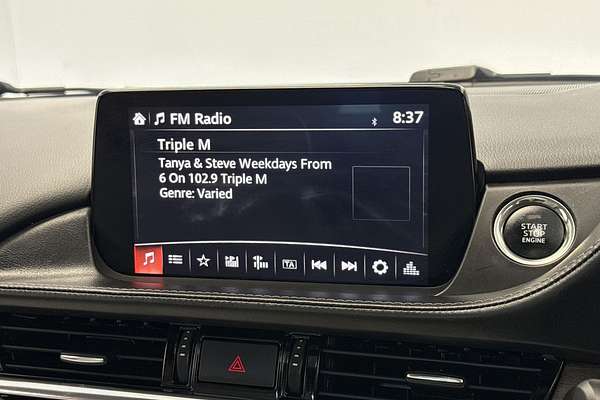 FM Radio
8:37
Triple M
Tanya & Steve Weekdays From
6 On 102.9 Triple M
Genre: Varied
TA
START
STOP
ENGINE